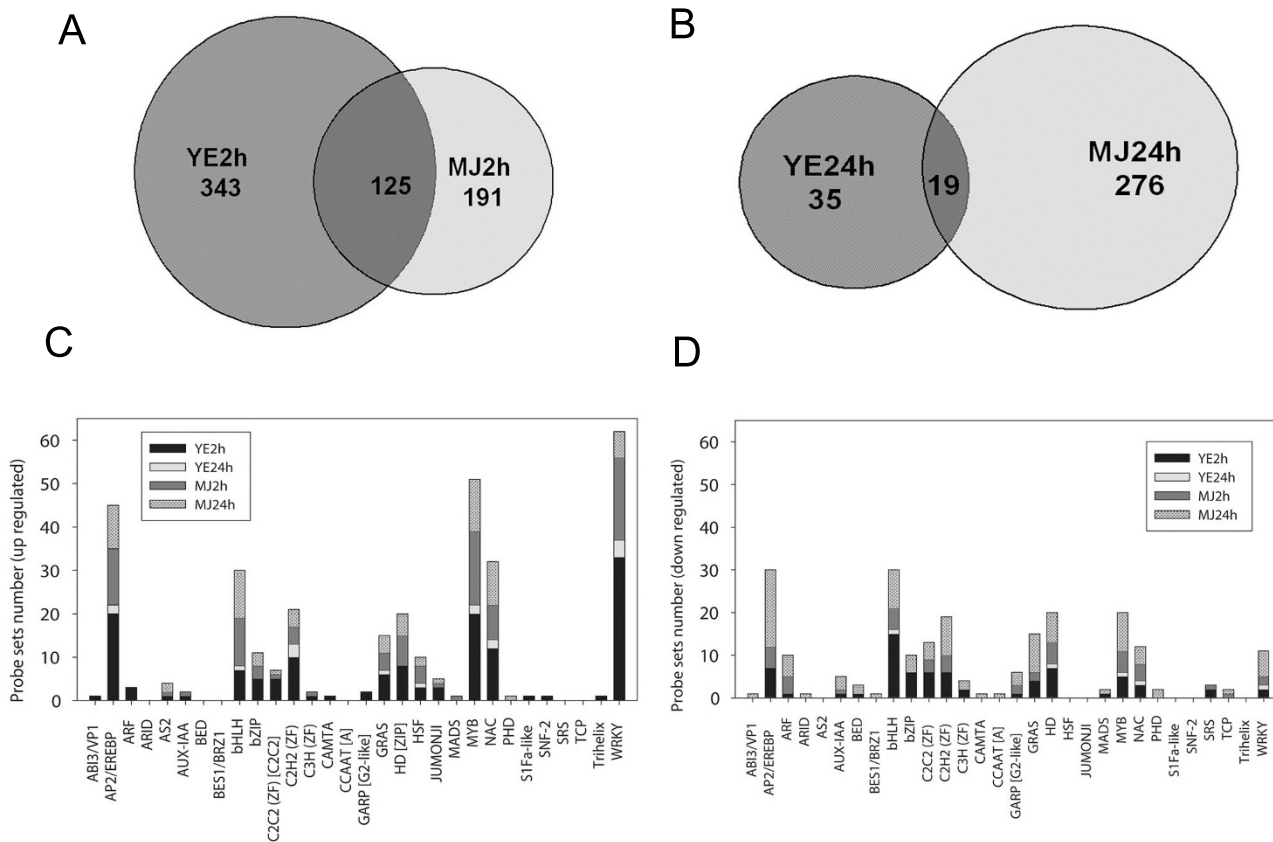 A
YE2h
343
125
MJ2h
191
B
YE24h
35
19
MJ24h
276
C
Probe sets number (up regulated)
60
50
40
30
20
10
0
YE2h
YE24h
MJ2h
MJ24h
ABI3/VP1
AP2/EREBP
ARF
ARID
AS2
AUX-IAA
BED
BES1/BRZ1
bHLH
bZIP
C2C2 (ZF) [C2C2]
C2H2 (ZF)
C3H (ZF)
CAMTA
CCAAT [A]
GARP [G2-like]
GRAS
HD [ZIP]
HSF
JUMONJI
MADS
MYB
NAC
PHD
S1Fa-like
SNF-2
SRS
TCP
Trihelix
WRKY
D
Probe sets number (down regulated)
60
50
40
30
20
10
0
YE2h
YE24h
MJ2h
MJ24h
ABI3/VP1
AP2/EREBP
ARF
ARID
AS2
AUX-IAA
BED
BES1/BRZ1
bHLH
bZIP
C2C2 (ZF)
C2H2 (ZF)
C3H (ZF)
CAMTA
CCAAT [A]
GARP [G2-like]
GRAS
HD
HSF
JUMONJI
MADS
MYB
NAC
PHD
S1Fa-like
SNF-2
SRS
TCP
Trihelix
WRKY